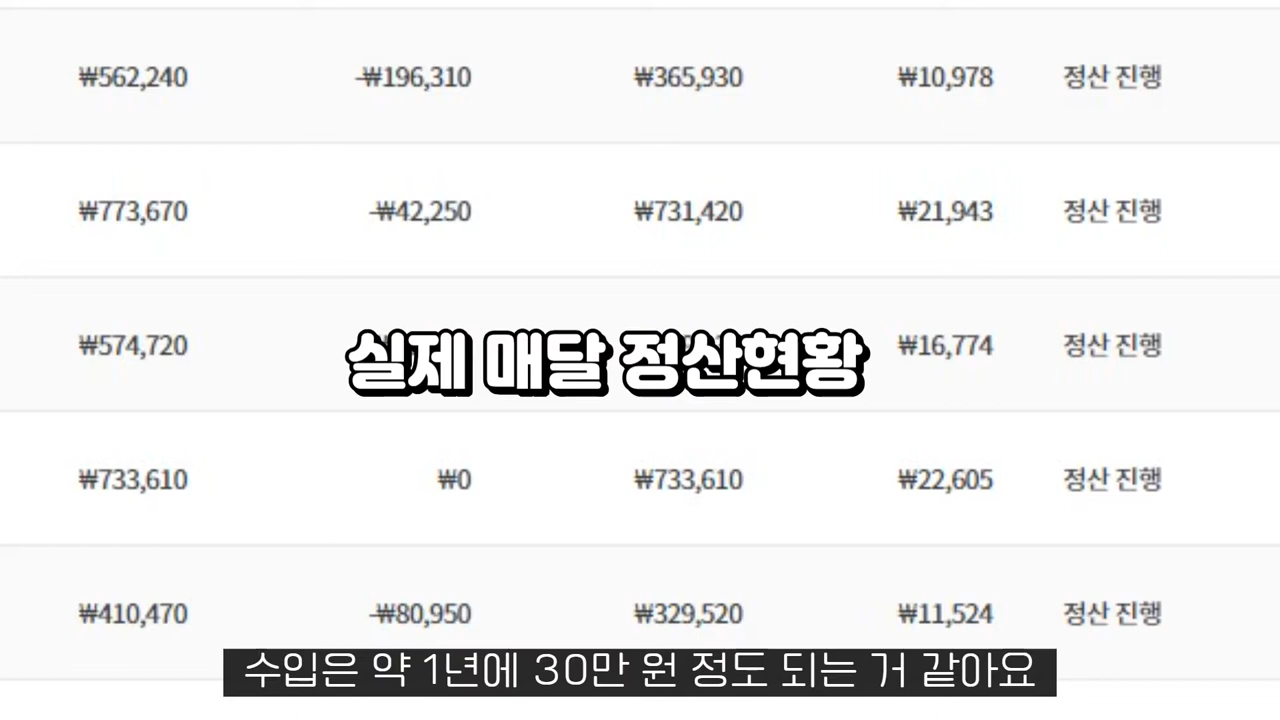 ₩562,240 -₩196,310 ₩365,930 ₩10,978 정산 진행
₩773,670 -₩42,250 ₩731,420 ₩21,943 정산 진행
₩574,720 ₩16,774 정산 진행
실제 매달 정산현황
₩733,610 ₩0 ₩733,610 ₩22,605 정산 진행
₩410,470 -₩80,950 ₩329,520 ₩11,524 정산 진행
수입은 약 1년에 30만 원 정도 되는 거 같아요